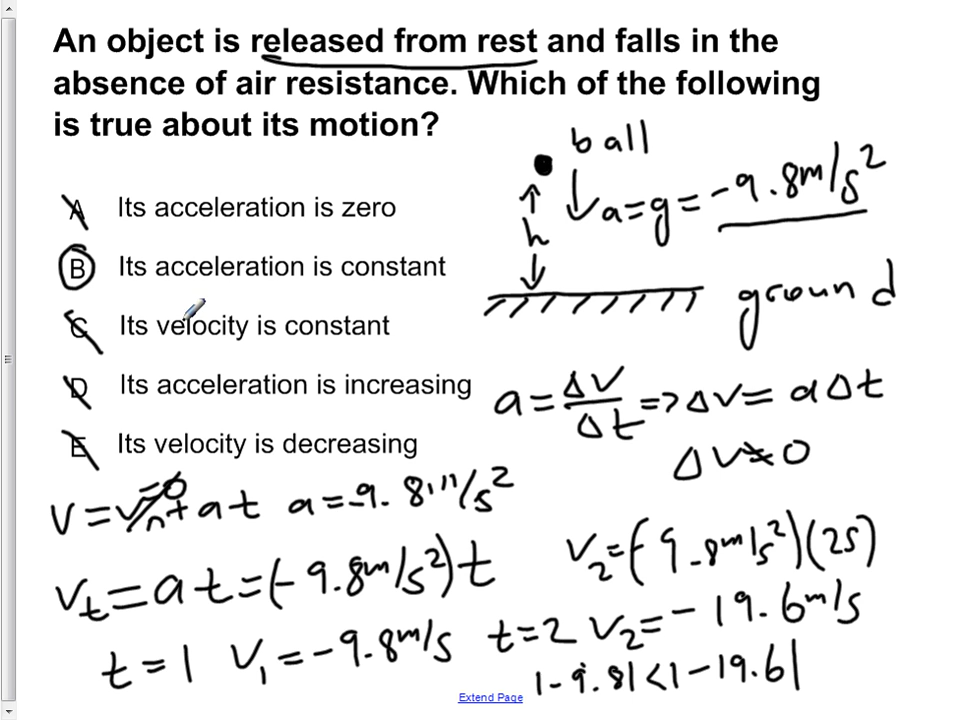 An object is released from rest and falls in the
absence of air resistance. Which of the following
is true about its motion?
ball
A Its acceleration is zero
a=g=-9.8m/s²
h
B Its acceleration is constant
ground
C Its velocity is constant
D Its acceleration is increasing
a=ΔV/Δt=>ΔV=aΔt
E Its velocity is decreasing
ΔV≠0
V=V₀+at a=-9.8m/s²
V₂=(-9.8m/s²)(2s)
Vt=at=(-9.8m/s²)t
t=1 V₁=-9.8m/s
t=2 V₂=-19.6m/s
|-9.8|<|-19.6|
Extend Page